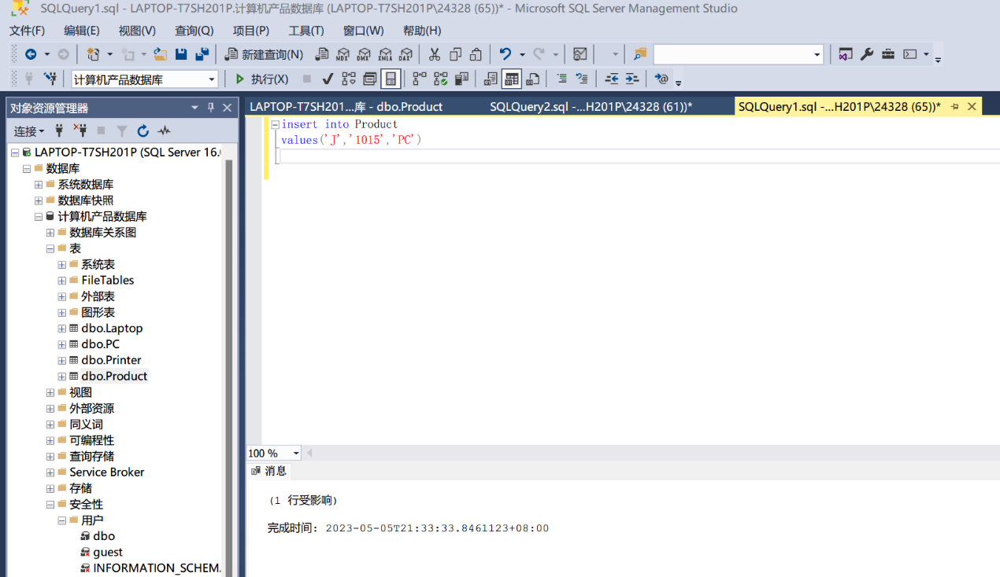 SQLQuery1.sql - LAPTOP-T7SH201P.计算机产品数据库 (LAPTOP-T7SH201P\24328 (65))* - Microsoft SQL Server Management Studio
文件(F) 编辑(E) 视图(V) 查询(Q) 项目(P) 工具(T) 窗口(W) 帮助(H)
新建查询(N) MDX DMX XMLA DAX
计算机产品数据库 执行(X)
对象资源管理器
LAPTOP-T7SH201...库 - dbo.Product SQLQuery2.sql -...H201P\24328 (61))* SQLQuery1.sql -...H201P\24328 (65))*
连接
LAPTOP-T7SH201P (SQL Server 16.
数据库
系统数据库
数据库快照
计算机产品数据库
数据库关系图
表
系统表
FileTables
外部表
图形表
dbo.Laptop
dbo.PC
dbo.Printer
dbo.Product
视图
外部资源
同义词
可编程性
查询存储
Service Broker
存储
安全性
用户
dbo
guest
INFORMATION_SCHEM
insert into Product
values('J','1015','PC')
100 %
消息
(1 行受影响)
完成时间: 2023-05-05T21:33:33.8461123+08:00